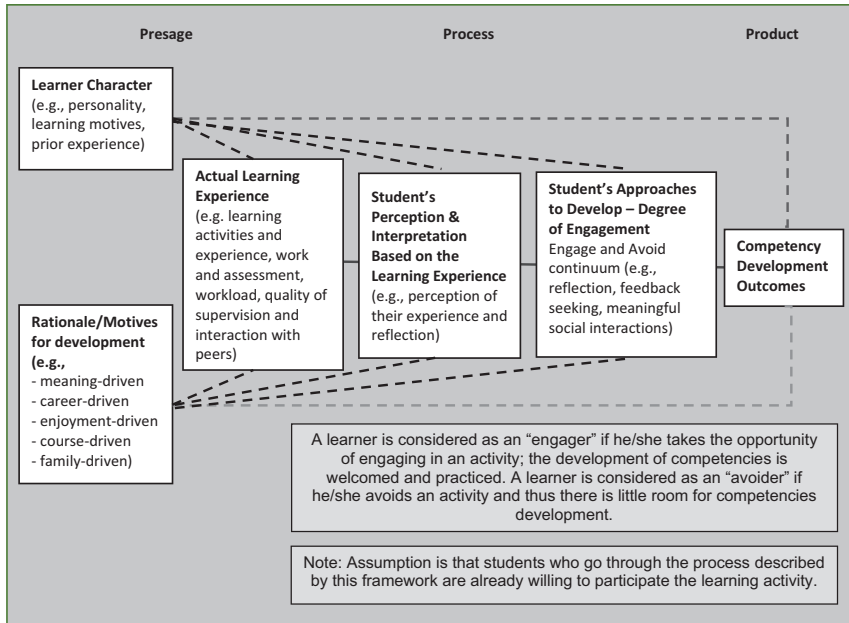 Presage
Process
Product
Learner Character
(e.g., personality,
learning motives,
prior experience)
Actual Learning
Experience
(e.g. learning
activities and
experience, work
and assessment,
workload, quality of
supervision and
interaction with
peers)
Student’s
Perception &
Interpretation
Based on the
Learning Experience
(e.g., perception of
their experience and
reflection)
Student’s Approaches
to Develop – Degree
of Engagement
Engage and Avoid
continuum (e.g.,
reflection, feedback
seeking, meaningful
social interactions)
Competency
Development
Outcomes
Rationale/Motives
for development
(e.g.,
- meaning-driven
- career-driven
- enjoyment-driven
- course-driven
- family-driven)
A learner is considered as an “engager” if he/she takes the opportunity
of engaging in an activity; the development of competencies is
welcomed and practiced. A learner is considered as an “avoider” if
he/she avoids an activity and thus there is little room for competencies
development.
Note: Assumption is that students who go through the process described
by this framework are already willing to participate the learning activity.